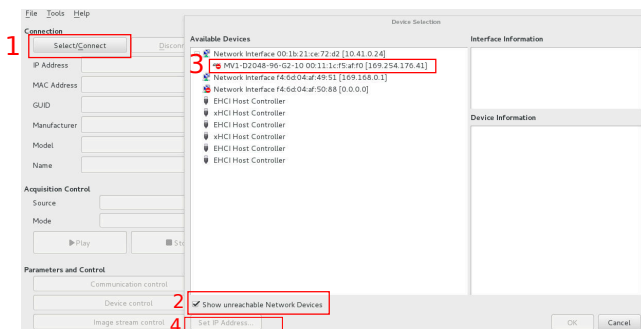 File Tools Help
Device Selection
Connection
1 Select/Connect Disconn
IP Address
MAC Address
GUID
Manufacturer
Model
Name
Acquisition Control
Source
Mode
Play Sto
Parameters and Control
Communication control
Device control
Image stream control
Available Devices
Network Interface 00:1b:21:ce:72:d2 [10.41.0.24]
3 MV1-D2048-96-G2-10 00:11:1c:f5:af:f0 [169.254.176.41]
Network Interface f4:6d:04:af:49:51 [169.168.0.1]
Network Interface f4:6d:04:af:50:88 [0.0.0.0]
EHCI Host Controller
xHCI Host Controller
EHCI Host Controller
xHCI Host Controller
EHCI Host Controller
EHCI Host Controller
2 Show unreachable Network Devices
4 Set IP Address...
Interface Information
Device Information
OK Cancel